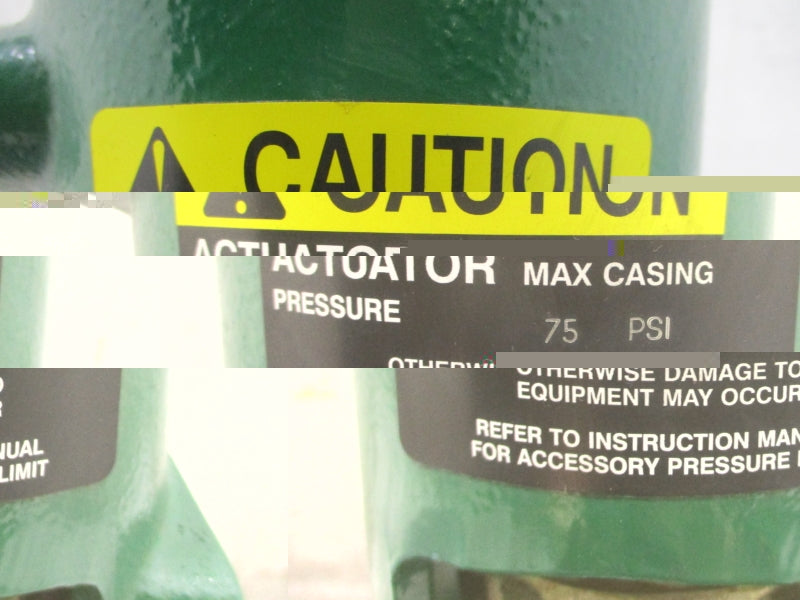 CAUTION
ACTUATOR MAX CASING
PRESSURE 75 PSI
OTHERWISE DAMAGE TO
EQUIPMENT MAY OCCUR
REFER TO INSTRUCTION MAN
NUAL
FOR ACCESSORY PRESSURE
LIMIT